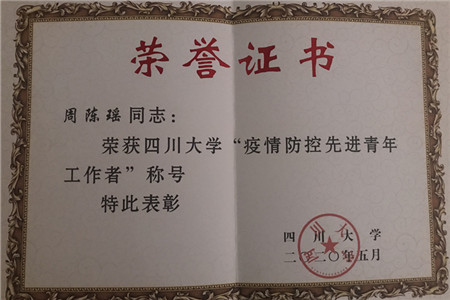 荣誉证书
周陈瑶同志：
荣获四川大学“疫情防控先进青年
工作者”称号
特此表彰
四川大学
二〇二〇年五月